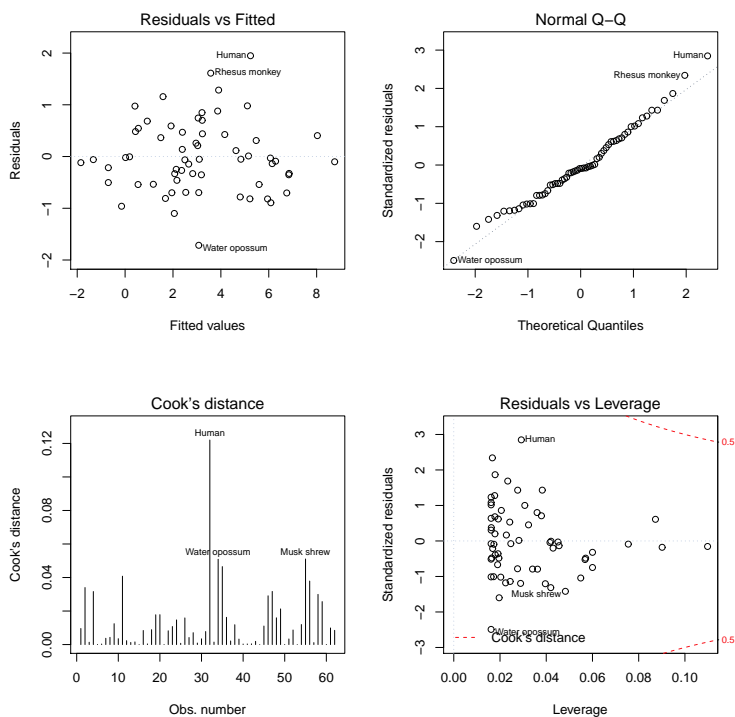 Residuals vs Fitted
Residuals
2
1
0
−1
−2
−2 0 2 4 6 8
Fitted values
Human
Rhesus monkey
Water opossum
Normal Q−Q
Standardized residuals
3
2
1
0
−1
−2
−2 −1 0 1 2
Theoretical Quantiles
Human
Rhesus monkey
Water opossum
Cook's distance
Cook's distance
0.12
0.08
0.04
0.00
0 10 20 30 40 50 60
Obs. number
Human
Water opossum
Musk shrew
Residuals vs Leverage
Standardized residuals
3
2
1
0
−1
−2
−3
0.00 0.02 0.04 0.06 0.08 0.10
Leverage
Human
Musk shrew
Water opossum
Cook's distance
0.5
0.5